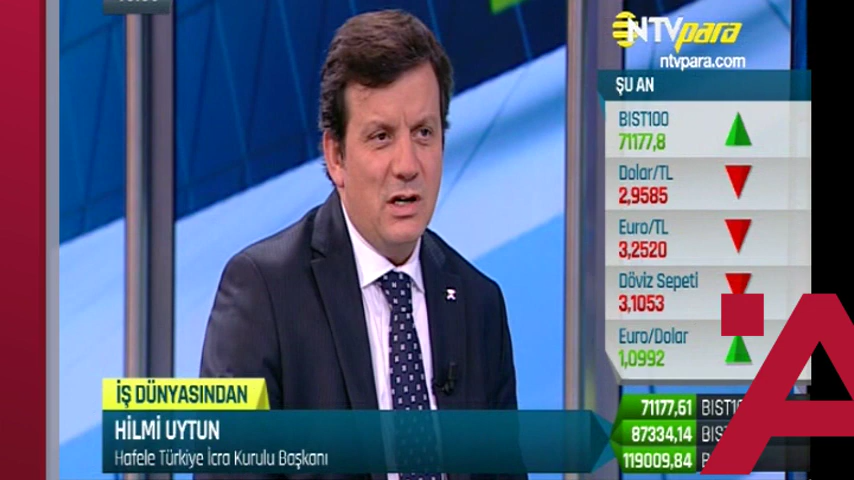 NTVpara
ntvpara.com
ŞU AN
BIST100
71177,8
Dolar/TL
2,9585
Euro/TL
3,2520
Döviz Sepeti
3,1053
Euro/Dolar
1,0992
İŞ DÜNYASINDAN
HİLMİ UYTUN
Hafele Türkiye İcra Kurulu Başkanı
71177,61 BIST10
87334,14 BIST
119009,84